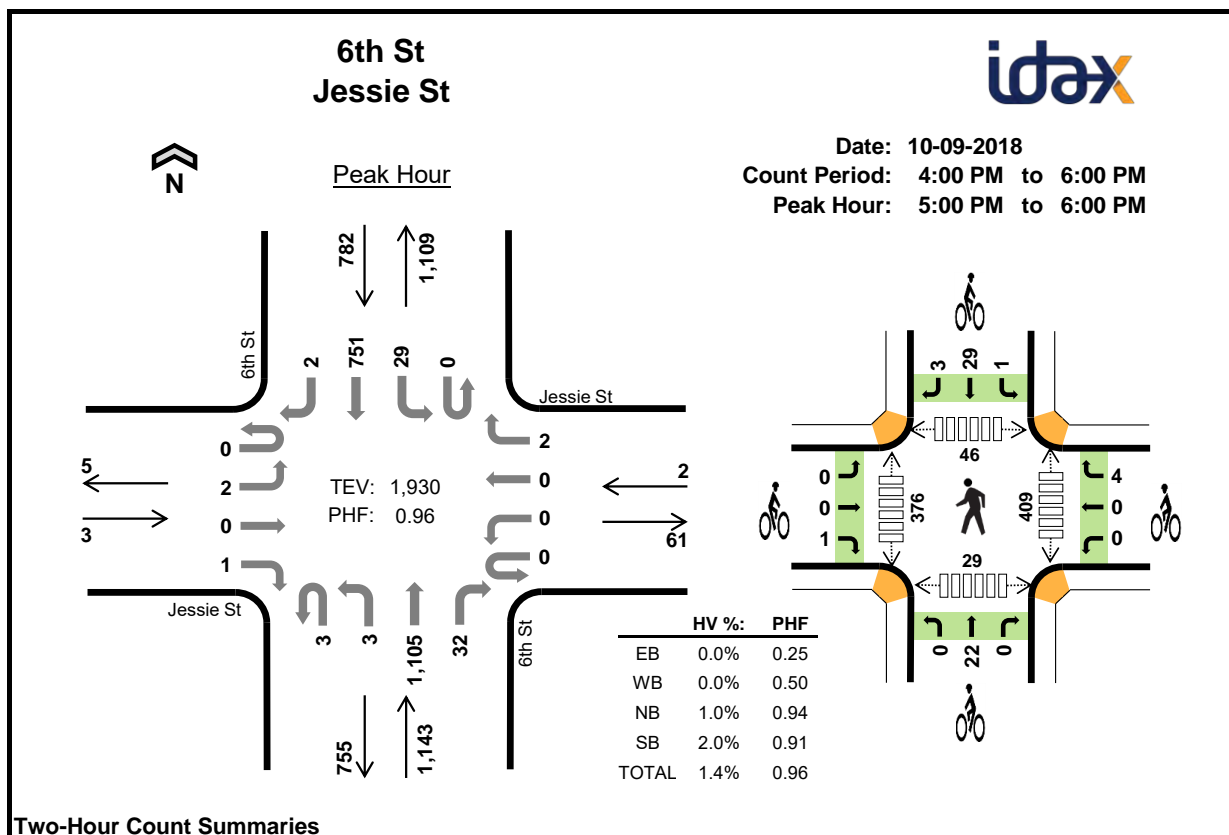 6th St
Jessie St
idax
Date: 10-09-2018
Count Period: 4:00 PM to 6:00 PM
Peak Hour: 5:00 PM to 6:00 PM
N
Peak Hour
782
1,109
6th St
2
751
29
0
Jessie St
0
2
0
1
2
0
0
0
5
3
2
61
TEV: 1,930
PHF: 0.96
Jessie St
3
3
1,105
32
6th St
755
1,143
HV %: PHF
EB 0.0% 0.25
WB 0.0% 0.50
NB 1.0% 0.94
SB 2.0% 0.91
TOTAL 1.4% 0.96
3
29
1
46
0
0
1
376
409
4
0
0
29
0
22
0
Two-Hour Count Summaries